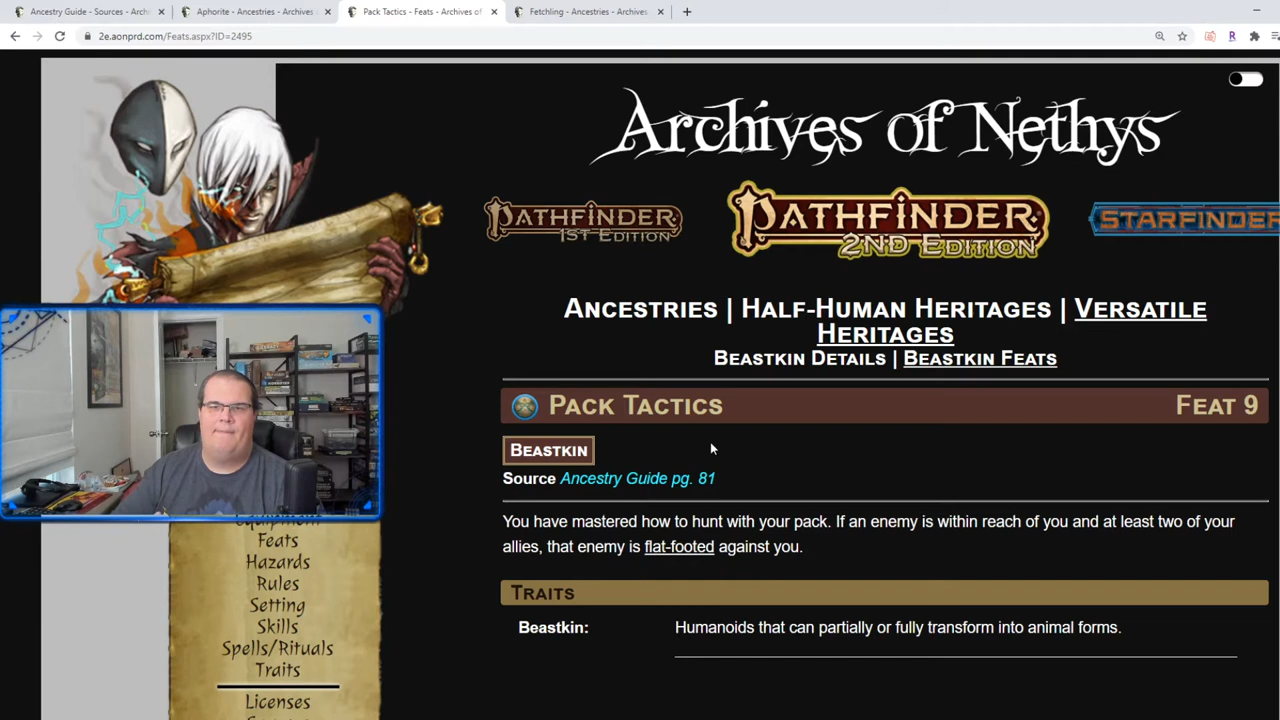 Ancestry Guide - Sources - Arch
Aphorite - Ancestries - Archives
Pack Tactics - Feats - Archives of
Fetchling - Ancestries - Archives
2e.aonprd.com/Feats.aspx?ID=2495
Archives of Nethys
PATHFINDER
1ST EDITION
PATHFINDER
2ND EDITION
STARFINDER
Ancestries | Half-Human Heritages | Versatile
Heritages
Beastkin Details | Beastkin Feats
Pack Tactics Feat 9
Beastkin
Source Ancestry Guide pg. 81
You have mastered how to hunt with your pack. If an enemy is within reach of you and at least two of your
allies, that enemy is flat-footed against you.
Traits
Beastkin: Humanoids that can partially or fully transform into animal forms.
Equipment
Feats
Hazards
Rules
Setting
Skills
Spells/Rituals
Traits
Licenses